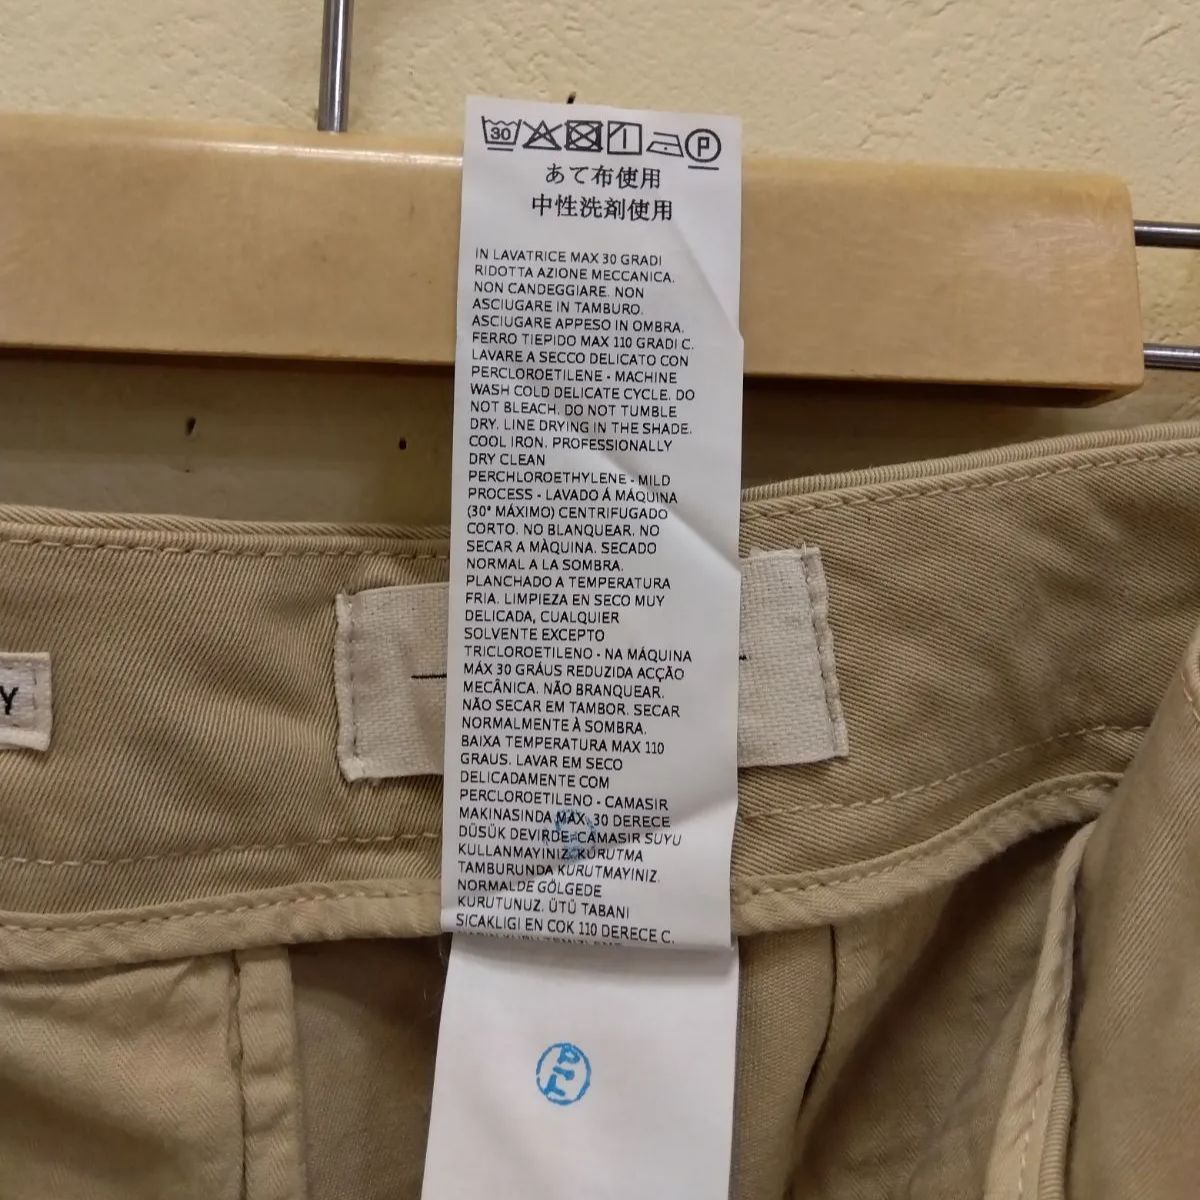 30
P
あて布使用
中性洗剤使用
IN LAVATRICE MAX 30 GRADI
RIDOTTA AZIONE MECCANICA.
NON CANDEGGIARE. NON
ASCIUGARE IN TAMBURO.
ASCIUGARE APPESO IN OMBRA.
FERRO TIEPIDO MAX 110 GRADI C.
LAVARE A SECCO DELICATO CON
PERCLOROETILENE - MACHINE
WASH COLD DELICATE CYCLE. DO
NOT BLEACH. DO NOT TUMBLE
DRY. LINE DRYING IN THE SHADE.
COOL IRON. PROFESSIONALLY
DRY CLEAN
PERCHLOROETHYLENE - MILD
PROCESS - LAVADO Á MÁQUINA
(30° MÁXIMO) CENTRIFUGADO
CORTO. NO BLANQUEAR. NO
SECAR A MÀQUINA. SECADO
NORMAL A LA SOMBRA.
PLANCHADO A TEMPERATURA
FRIA. LIMPIEZA EN SECO MUY
DELICADA, CUALQUIER
SOLVENTE EXCEPTO
TRICLOROETILENO - NA MÁQUINA
MÁX 30 GRÁUS REDUZIDA ACÇÃO
MECÂNICA. NÃO BRANQUEAR.
NÃO SECAR EM TAMBOR. SECAR
NORMALMENTE À SOMBRA.
BAIXA TEMPERATURA MAX 110
GRAUS. LAVAR EM SECO
DELICADAMENTE COM
PERCLOROETILENO - CAMASIR
MAKINASINDA MAX. 30 DERECE
DÜSÜK DEVIRDE. CAMASIR SUYU
KULLANMAYINIZ. KURUTMA
TAMBURUNDA KURUTMAYINIZ.
NORMALDE GÖLGEDE
KURUTUNUZ. ÜTÜ TABANI
SICAKLIGI EN COK 110 DERECE C.
Y